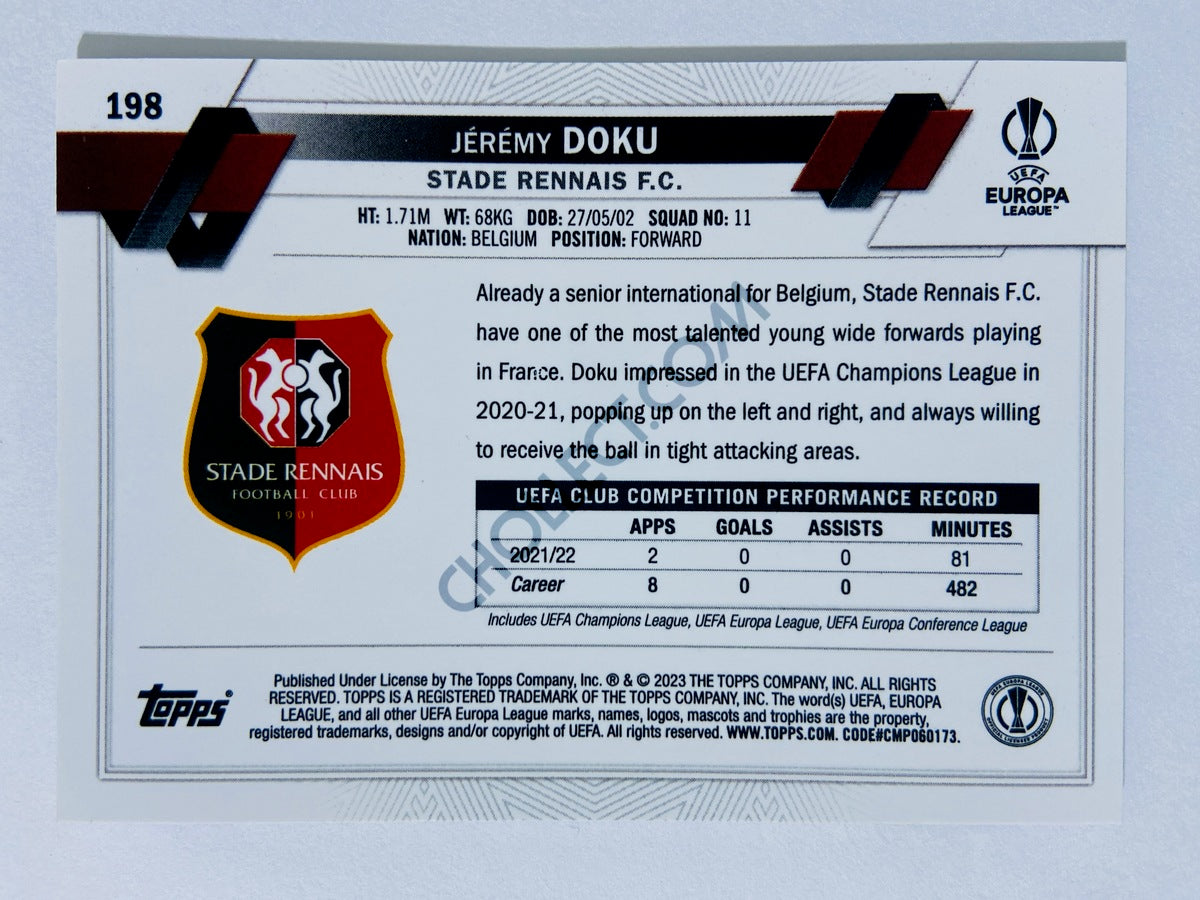 198
JÉRÉMY DOKU
STADE RENNAIS F.C.
HT: 1.71M WT: 68KG DOB: 27/05/02 SQUAD NO: 11
NATION: BELGIUM POSITION: FORWARD
UEFA
EUROPA
LEAGUE™
Already a senior international for Belgium, Stade Rennais F.C.
have one of the most talented young wide forwards playing
in France. Doku impressed in the UEFA Champions League in
2020-21, popping up on the left and right, and always willing
to receive the ball in tight attacking areas.
STADE RENNAIS
FOOTBALL CLUB
1901
UEFA CLUB COMPETITION PERFORMANCE RECORD
APPS GOALS ASSISTS MINUTES
2021/22 2 0 0 81
Career 8 0 0 482
Includes UEFA Champions League, UEFA Europa League, UEFA Europa Conference League
CHOLLECT.COM
Topps®
Published Under License by The Topps Company, Inc. ® & © 2023 THE TOPPS COMPANY, INC. ALL RIGHTS
RESERVED. TOPPS IS A REGISTERED TRADEMARK OF THE TOPPS COMPANY, INC. The word(s) UEFA, EUROPA
LEAGUE, and all other UEFA Europa League marks, names, logos, mascots and trophies are the property,
registered trademarks, designs and/or copyright of UEFA. All rights reserved. WWW.TOPPS.COM. CODE#CMP060173.
UEFA EUROPA LEAGUE
OFFICIAL LICENSED PRODUCT